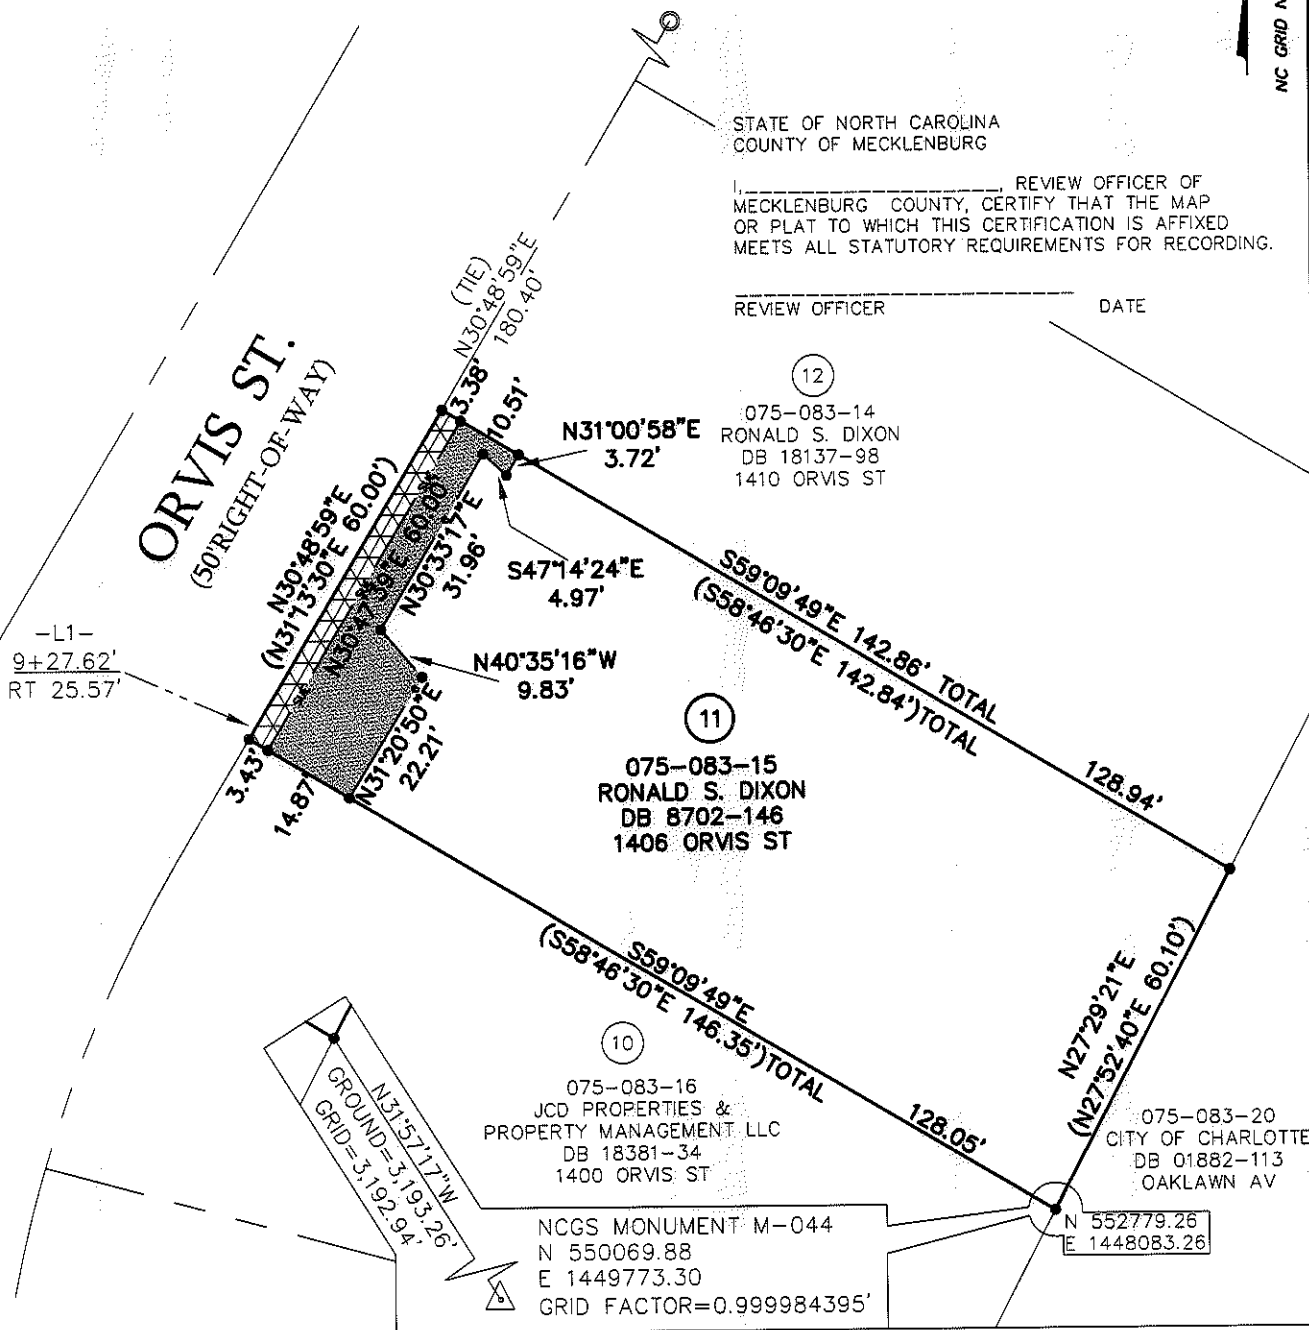 NC GRID N
STATE OF NORTH CAROLINA
COUNTY OF MECKLENBURG
I,______________________, REVIEW OFFICER OF
MECKLENBURG COUNTY, CERTIFY THAT THE MAP
OR PLAT TO WHICH THIS CERTIFICATION IS AFFIXED
MEETS ALL STATUTORY REQUIREMENTS FOR RECORDING.
REVIEW OFFICER DATE
(TIE)
N30°48'59"E
180.40'
ORVIS ST.
(50'RIGHT-OF-WAY)
3.38'
10.51'
N31°00'58"E
3.72'
12
075-083-14
RONALD S. DIXON
DB 18137-98
1410 ORVIS ST
N30°48'59"E
(N31°13'30"E 60.00')
N30°47'39"E 60.00'
N30°33'17"E
31.96'
S47°14'24"E
4.97'
S59°09'49"E 142.86' TOTAL
(S58°46'30"E 142.84')TOTAL
-L1-
9+27.62'
RT 25.57'
N40°35'16"W
9.83'
11
075-083-15
RONALD S. DIXON
DB 8702-146
1406 ORVIS ST
3.43'
14.87'
N31°20'50"E
22.21'
128.94'
S59°09'49"E
(S58°46'30"E 146.35')TOTAL
128.05'
N27°29'21"E
(N27°52'40"E 60.10')
10
075-083-16
JCD PROPERTIES &
PROPERTY MANAGEMENT LLC
DB 18381-34
1400 ORVIS ST
075-083-20
CITY OF CHARLOTTE
DB 01882-113
OAKLAWN AV
N31°57'17"W
GROUND=3,193.26'
GRID=3,192.94'
NCGS MONUMENT M-044
N 550069.88
E 1449773.30
GRID FACTOR=0.999984395'
N 552779.26
E 1448083.26